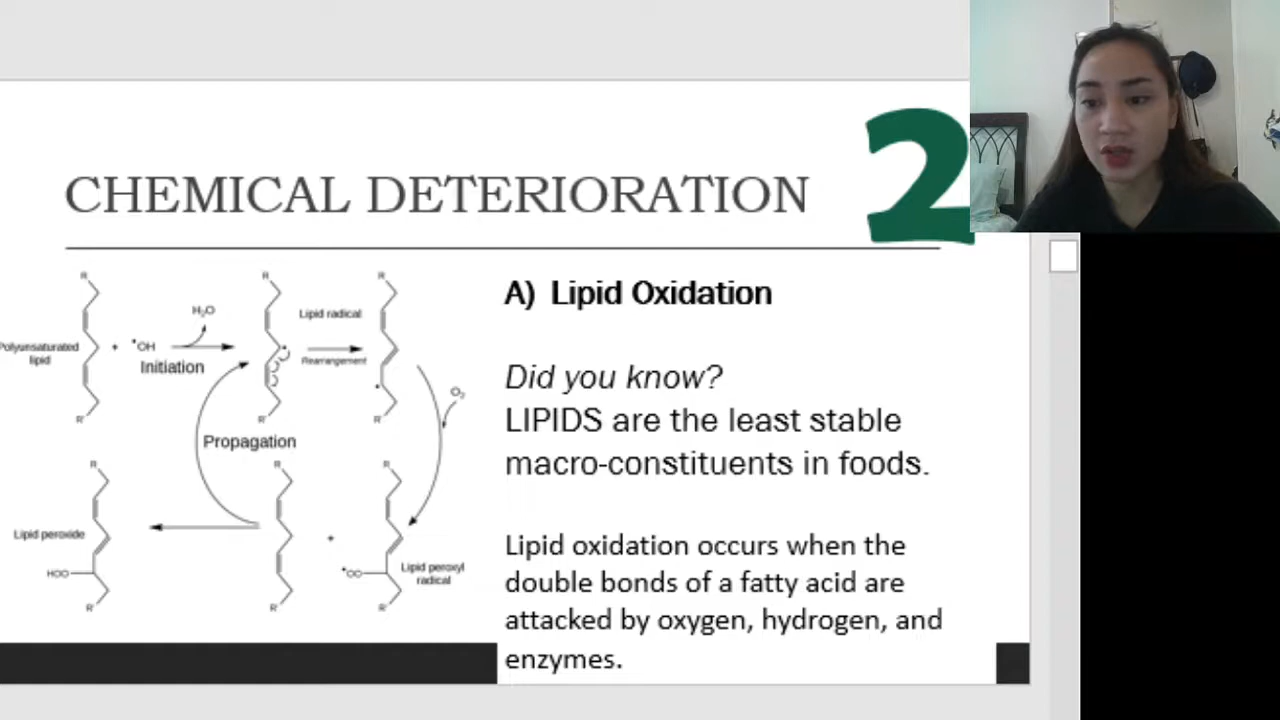 2
CHEMICAL DETERIORATION
R
R
R
H₂O
Lipid radical
Polyunsaturated
lipid
+
•OH
Initiation
Rearrangement
O₂
R'
R'
R'
Propagation
R
R
R
Lipid peroxide
HOO
+
•OO
Lipid peroxyl
radical
R'
R'
R'
A) Lipid Oxidation
Did you know?
LIPIDS are the least stable
macro-constituents in foods.
Lipid oxidation occurs when the
double bonds of a fatty acid are
attacked by oxygen, hydrogen, and
enzymes.